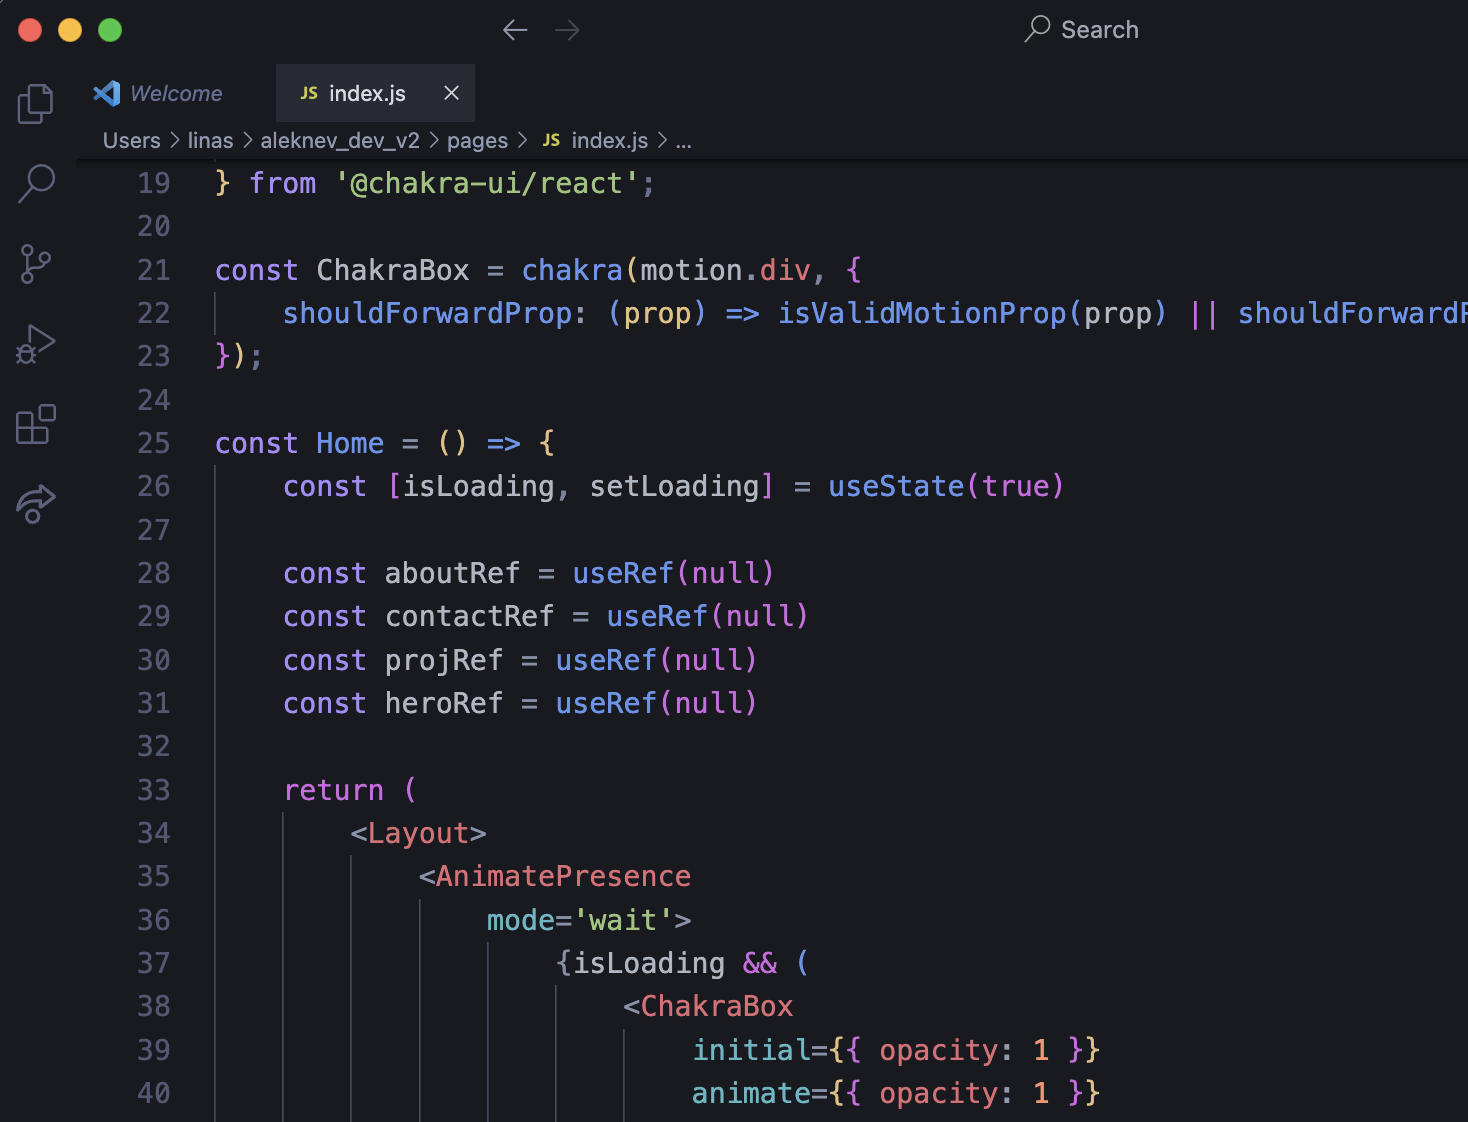 Search
Welcome
JS index.js
Users > linas > aleknev_dev_v2 > pages > JS index.js > ...
19 } from '@chakra-ui/react';
20
21 const ChakraBox = chakra(motion.div, {
22     shouldForwardProp: (prop) => isValidMotionProp(prop) || shouldForward
23 });
24
25 const Home = () => {
26     const [isLoading, setLoading] = useState(true)
27
28     const aboutRef = useRef(null)
29     const contactRef = useRef(null)
30     const projRef = useRef(null)
31     const heroRef = useRef(null)
32
33     return (
34         <Layout>
35             <AnimatePresence
36                 mode='wait'>
37                     {isLoading && (
38                         <ChakraBox
39                             initial={{ opacity: 1 }}
40                             animate={{ opacity: 1 }}